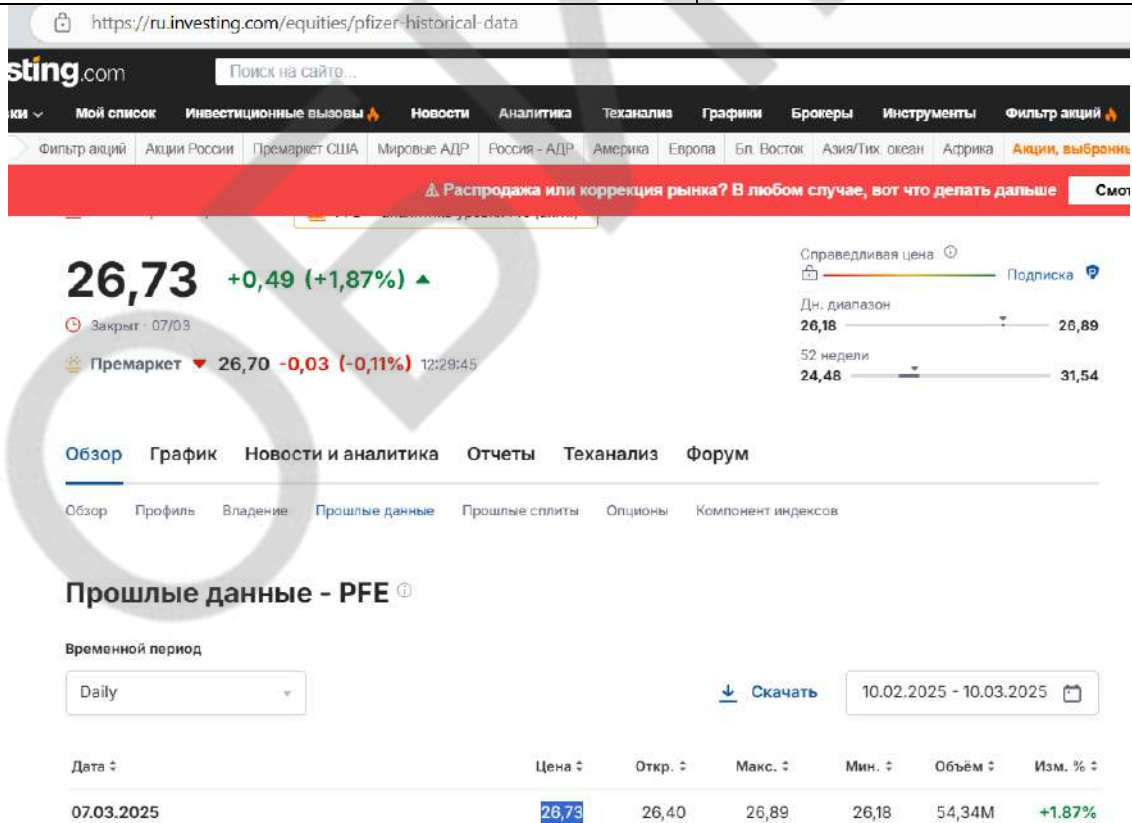 https://ru.investing.com/equities/pfizer-historical-data
sting.com Поиск на сайте...
ки Мой список Инвестиционные вызовы Новости Аналитика Теханализ Графики Брокеры Инструменты Фильтр акций
Фильтр акций Акции России Премаркет США Мировые АДР Россия - АДР Америка Европа Бл. Восток Азия/Тих. океан Африка Акции, выбранны
Распродажа или коррекция рынка? В любом случае, вот что делать дальше Смот
26,73 +0,49 (+1,87%)
Закрыт · 07/03
Премаркет 26,70 -0,03 (-0,11%) 12:29:45
Справедливая цена
Подписка
Дн. диапазон
26,18 26,89
52 недели
24,48 31,54
Обзор График Новости и аналитика Отчеты Теханализ Форум
Обзор Профиль Владение Прошлые данные Прошлые сплиты Опционы Компонент индексов
Прошлые данные - PFE
Временной период
Daily Скачать 10.02.2025 - 10.03.2025
Дата Цена Откр. Макс. Мин. Объём Изм. %
07.03.2025 26,73 26,40 26,89 26,18 54,34M +1.87%